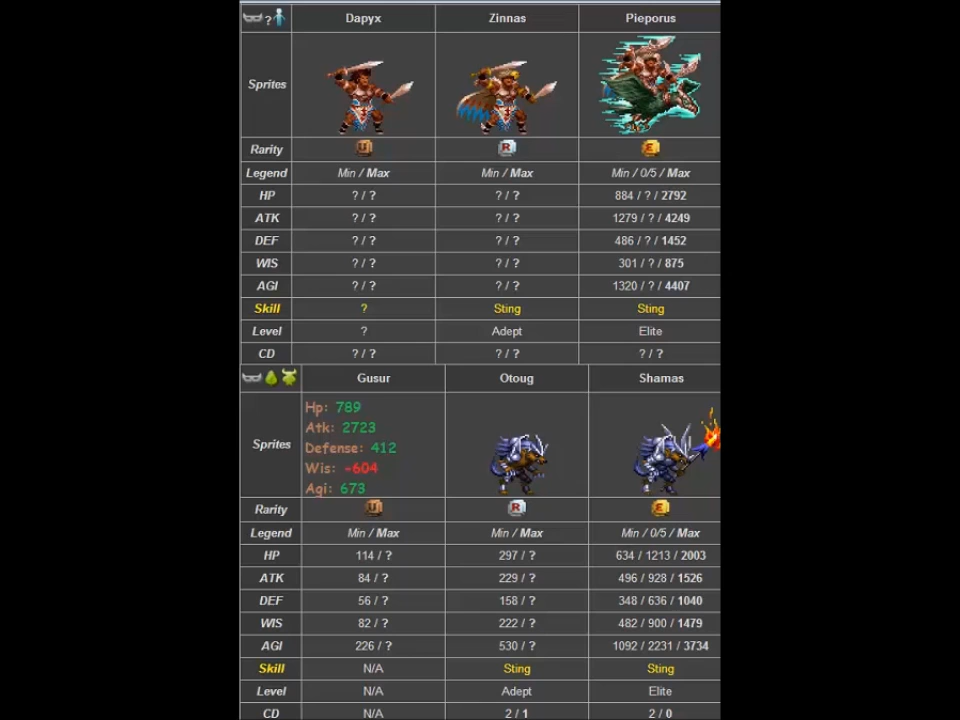 ? Dapyx Zinnas Pieporus
Sprites
Rarity U R E
Legend Min / Max Min / Max Min / 0/5 / Max
HP ? / ? ? / ? 884 / ? / 2792
ATK ? / ? ? / ? 1279 / ? / 4249
DEF ? / ? ? / ? 486 / ? / 1452
WIS ? / ? ? / ? 301 / ? / 875
AGI ? / ? ? / ? 1320 / ? / 4407
Skill ? Sting Sting
Level ? Adept Elite
CD ? / ? ? / ? ? / ?
Gusur Otoug Shamas
Sprites
Hp: 789
Atk: 2723
Defense: 412
Wis: -604
Agi: 673
Rarity U R E
Legend Min / Max Min / Max Min / 0/5 / Max
HP 114 / ? 297 / ? 634 / 1213 / 2003
ATK 84 / ? 229 / ? 496 / 928 / 1526
DEF 56 / ? 158 / ? 348 / 636 / 1040
WIS 82 / ? 222 / ? 482 / 900 / 1479
AGI 226 / ? 530 / ? 1092 / 2231 / 3734
Skill N/A Sting Sting
Level N/A Adept Elite
CD N/A 2 / 1 2 / 0